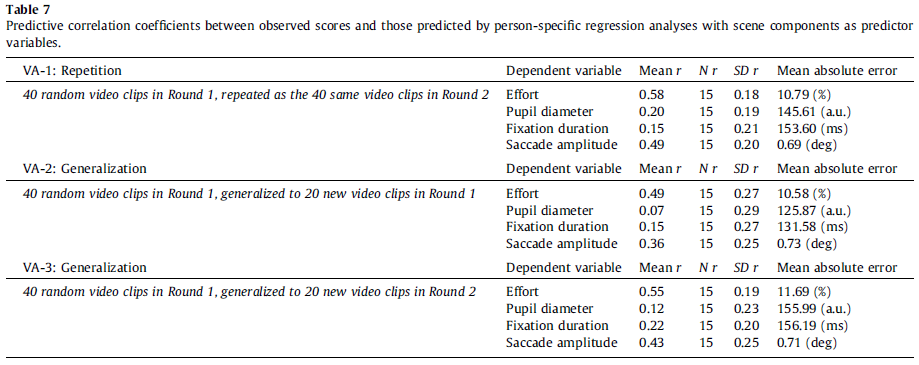 Table 7
Predictive correlation coefficients between observed scores and those predicted by person-specific regression analyses with scene components as predictor
variables.
VA-1: Repetition Dependent variable Mean r N r SD r Mean absolute error
40 random video clips in Round 1, repeated as the 40 same video clips in Round 2 Effort 0.58 15 0.18 10.79 (%)
Pupil diameter 0.20 15 0.19 145.61 (a.u.)
Fixation duration 0.15 15 0.21 153.60 (ms)
Saccade amplitude 0.49 15 0.20 0.69 (deg)
VA-2: Generalization Dependent variable Mean r N r SD r Mean absolute error
40 random video clips in Round 1, generalized to 20 new video clips in Round 1 Effort 0.49 15 0.27 10.58 (%)
Pupil diameter 0.07 15 0.29 125.87 (a.u.)
Fixation duration 0.15 15 0.27 131.58 (ms)
Saccade amplitude 0.36 15 0.25 0.73 (deg)
VA-3: Generalization Dependent variable Mean r N r SD r Mean absolute error
40 random video clips in Round 1, generalized to 20 new video clips in Round 2 Effort 0.55 15 0.19 11.69 (%)
Pupil diameter 0.12 15 0.23 155.99 (a.u.)
Fixation duration 0.22 15 0.20 156.19 (ms)
Saccade amplitude 0.43 15 0.25 0.71 (deg)